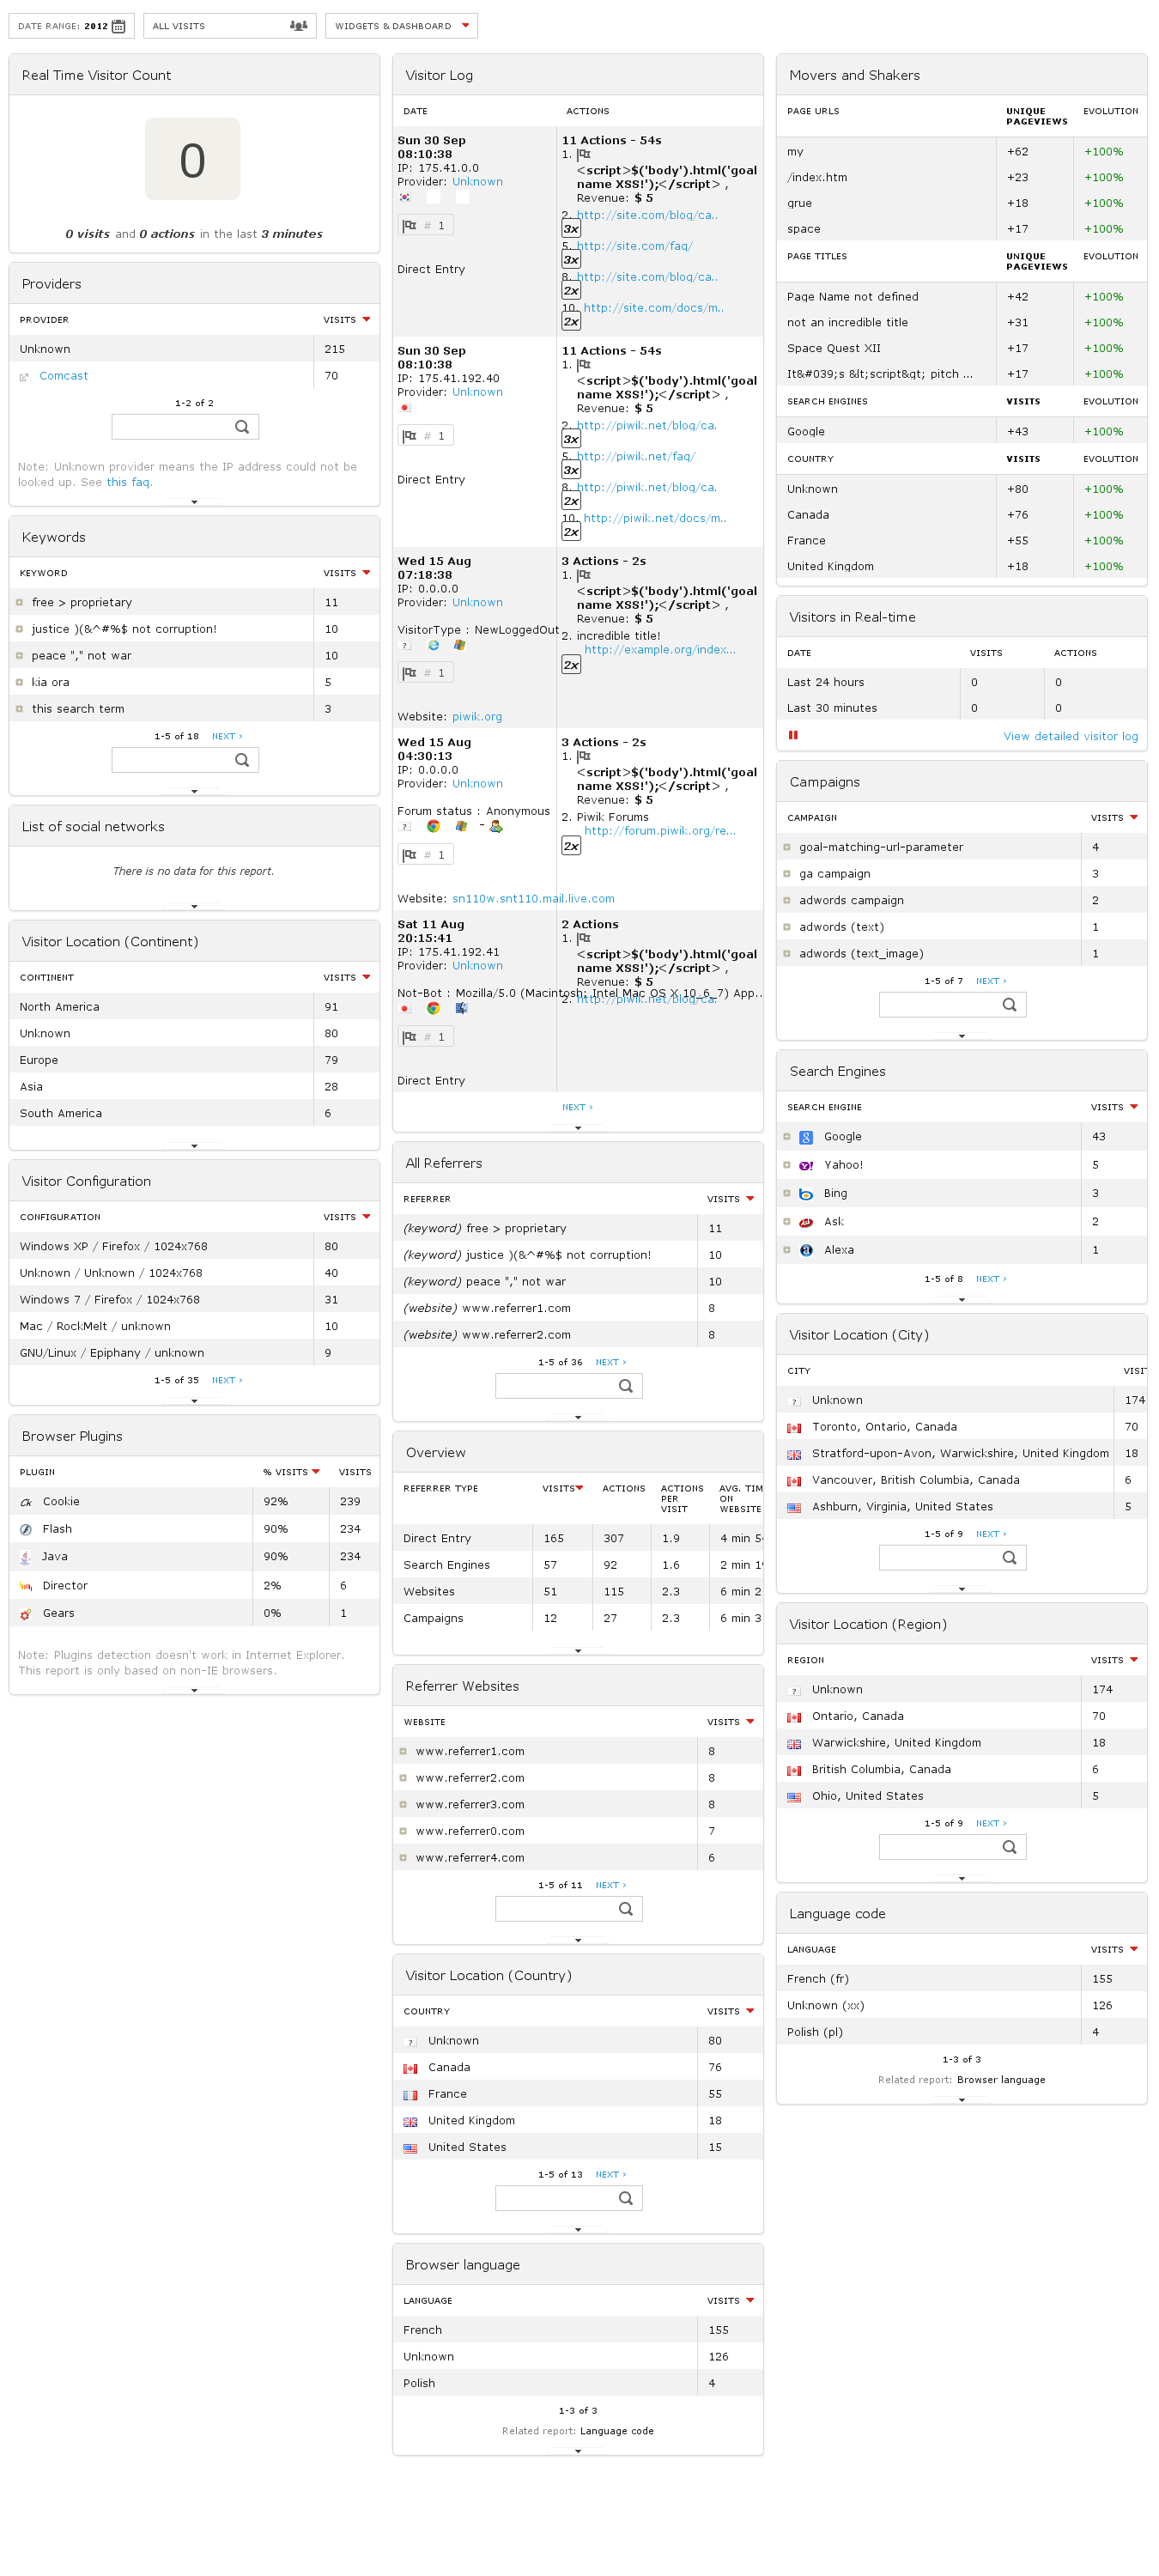 DATE RANGE: 2012
ALL VISITS
WIDGETS & DASHBOARD
Real Time Visitor Count
0
0 visits and 0 actions in the last 3 minutes
Providers
PROVIDER VISITS
Unknown 215
Comcast 70
1-2 of 2
Note: Unknown provider means the IP address could not be
looked up. See this faq.
Keywords
KEYWORD VISITS
free > proprietary 11
justice )(&^#%$ not corruption! 10
peace "," not war 10
kia ora 5
this search term 3
1-5 of 18 NEXT ›
List of social networks
There is no data for this report.
Visitor Location (Continent)
CONTINENT VISITS
North America 91
Unknown 80
Europe 79
Asia 28
South America 6
Visitor Configuration
CONFIGURATION VISITS
Windows XP / Firefox / 1024x768 80
Unknown / Unknown / 1024x768 40
Windows 7 / Firefox / 1024x768 31
Mac / RockMelt / unknown 10
GNU/Linux / Epiphany / unknown 9
1-5 of 35 NEXT ›
Browser Plugins
PLUGIN % VISITS VISITS
Cookie 92% 239
Flash 90% 234
Java 90% 234
Director 2% 6
Gears 0% 1
Note: Plugins detection doesn't work in Internet Explorer.
This report is only based on non-IE browsers.
Visitor Log
DATE ACTIONS
Sun 30 Sep
08:10:38
IP: 175.41.0.0
Provider: Unknown
# 1
Direct Entry
11 Actions - 54s
1.
<script>$('body').html('goal
name XSS!');</script> ,
Revenue: $ 5
2. http://site.com/blog/ca..
3x
5. http://site.com/faq/
3x
8. http://site.com/blog/ca..
2x
10. http://site.com/docs/m..
2x
Sun 30 Sep
08:10:38
IP: 175.41.192.40
Provider: Unknown
# 1
Direct Entry
11 Actions - 54s
1.
<script>$('body').html('goal
name XSS!');</script> ,
Revenue: $ 5
2. http://piwik.net/blog/ca.
3x
5. http://piwik.net/faq/
3x
8. http://piwik.net/blog/ca.
2x
10. http://piwik.net/docs/m..
2x
Wed 15 Aug
07:18:38
IP: 0.0.0.0
Provider: Unknown
VisitorType : NewLoggedOut
# 1
Website: piwik.org
3 Actions - 2s
1.
<script>$('body').html('goal
name XSS!');</script> ,
Revenue: $ 5
2. incredible title!
http://example.org/index...
2x
Wed 15 Aug
04:30:13
IP: 0.0.0.0
Provider: Unknown
Forum status : Anonymous
-
# 1
Website: sn110w.snt110.mail.live.com
3 Actions - 2s
1.
<script>$('body').html('goal
name XSS!');</script> ,
Revenue: $ 5
2. Piwik Forums
http://forum.piwik.org/re...
2x
Sat 11 Aug
20:15:41
IP: 175.41.192.41
Provider: Unknown
Not-Bot : Mozilla/5.0 (Macintosh; Intel Mac OS X 10_6_7) App..
# 1
Direct Entry
2 Actions
1.
<script>$('body').html('goal
name XSS!');</script> ,
Revenue: $ 5
2. http://piwik.net/blog/ca.
NEXT ›
All Referrers
REFERRER VISITS
(keyword) free > proprietary 11
(keyword) justice )(&^#%$ not corruption! 10
(keyword) peace "," not war 10
(website) www.referrer1.com 8
(website) www.referrer2.com 8
1-5 of 36 NEXT ›
Overview
REFERRER TYPE VISITS ACTIONS ACTIONS PER VISIT AVG. TIM ON WEBSITE
Direct Entry 165 307 1.9 4 min 5
Search Engines 57 92 1.6 2 min 1
Websites 51 115 2.3 6 min 2
Campaigns 12 27 2.3 6 min 3
Referrer Websites
WEBSITE VISITS
www.referrer1.com 8
www.referrer2.com 8
www.referrer3.com 8
www.referrer0.com 7
www.referrer4.com 6
1-5 of 11 NEXT ›
Visitor Location (Country)
COUNTRY VISITS
Unknown 80
Canada 76
France 55
United Kingdom 18
United States 15
1-5 of 13 NEXT ›
Browser language
LANGUAGE VISITS
French 155
Unknown 126
Polish 4
1-3 of 3
Related report: Language code
Movers and Shakers
PAGE URLS UNIQUE PAGEVIEWS EVOLUTION
my +62 +100%
/index.htm +23 +100%
grue +18 +100%
space +17 +100%
PAGE TITLES UNIQUE PAGEVIEWS EVOLUTION
Page Name not defined +42 +100%
not an incredible title +31 +100%
Space Quest XII +17 +100%
It&#039;s &lt;script&gt; pitch ... +17 +100%
SEARCH ENGINES VISITS EVOLUTION
Google +43 +100%
COUNTRY VISITS EVOLUTION
Unknown +80 +100%
Canada +76 +100%
France +55 +100%
United Kingdom +18 +100%
Visitors in Real-time
DATE VISITS ACTIONS
Last 24 hours 0 0
Last 30 minutes 0 0
View detailed visitor log
Campaigns
CAMPAIGN VISITS
goal-matching-url-parameter 4
ga campaign 3
adwords campaign 2
adwords (text) 1
adwords (text_image) 1
1-5 of 7 NEXT ›
Search Engines
SEARCH ENGINE VISITS
Google 43
Yahoo! 5
Bing 3
Ask 2
Alexa 1
1-5 of 8 NEXT ›
Visitor Location (City)
CITY VISIT
Unknown 174
Toronto, Ontario, Canada 70
Stratford-upon-Avon, Warwickshire, United Kingdom 18
Vancouver, British Columbia, Canada 6
Ashburn, Virginia, United States 5
1-5 of 9 NEXT ›
Visitor Location (Region)
REGION VISITS
Unknown 174
Ontario, Canada 70
Warwickshire, United Kingdom 18
British Columbia, Canada 6
Ohio, United States 5
1-5 of 9 NEXT ›
Language code
LANGUAGE VISITS
French (fr) 155
Unknown (xx) 126
Polish (pl) 4
1-3 of 3
Related report: Browser language